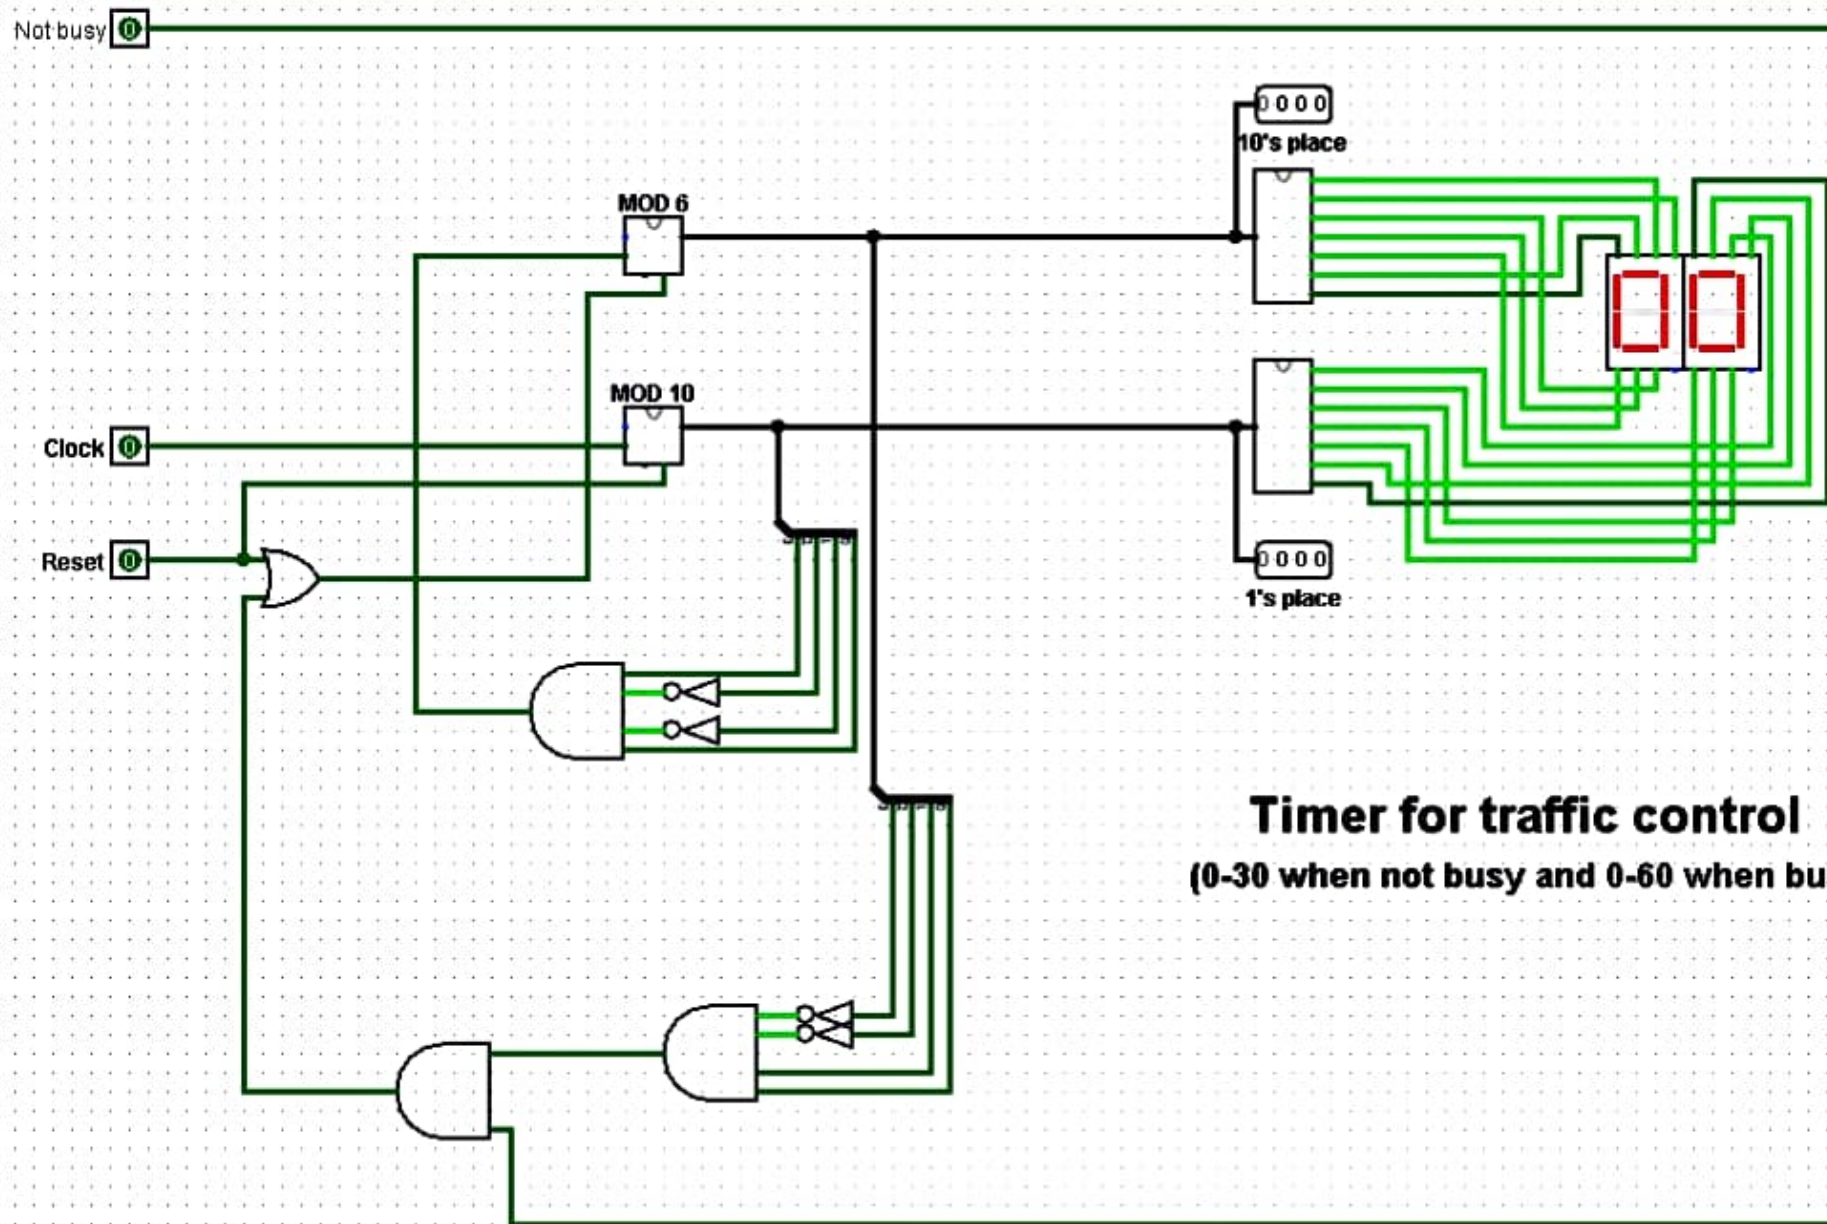 Not busy 0
0 0 0 0
10's place
MOD 6
MOD 10
Clock 0
Reset 0
0 0 0 0
1's place
Timer for traffic control
(0-30 when not busy and 0-60 when bu